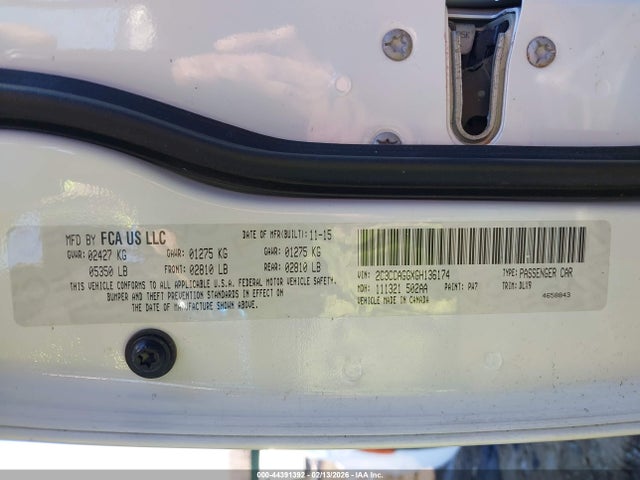 MFD BY FCA US LLC
DATE OF MFR(BUILT): 11-15
GVWR: 02427 KG
GAWR: 01275 KG
GAWR: 01275 KG
05350 LB
FRONT: 02810 LB
REAR: 02810 LB
THIS VEHICLE CONFORMS TO ALL APPLICABLE U.S.A. FEDERAL MOTOR VEHICLE SAFETY,
BUMPER AND THEFT PREVENTION STANDARDS IN EFFECT ON
THE DATE OF MANUFACTURE SHOWN ABOVE.
VIN: 2C3CCAGGXGH136174
TYPE: PASSENGER CAR
MDH: 111321 502AA
PAINT: PW7
TRIM: DLV9
VEHICLE MADE IN CANADA
4658843
000-44391392 - 02/13/2026 - IAA Inc.